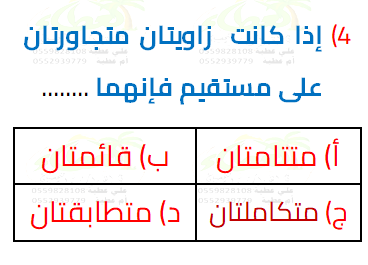 4) إذا كانت زاويتان متجاورتان
على مستقيم فإنهما ........
أ) متتامتان
ب) قائمتان
ج) متكاملتان
د) متطابقتان